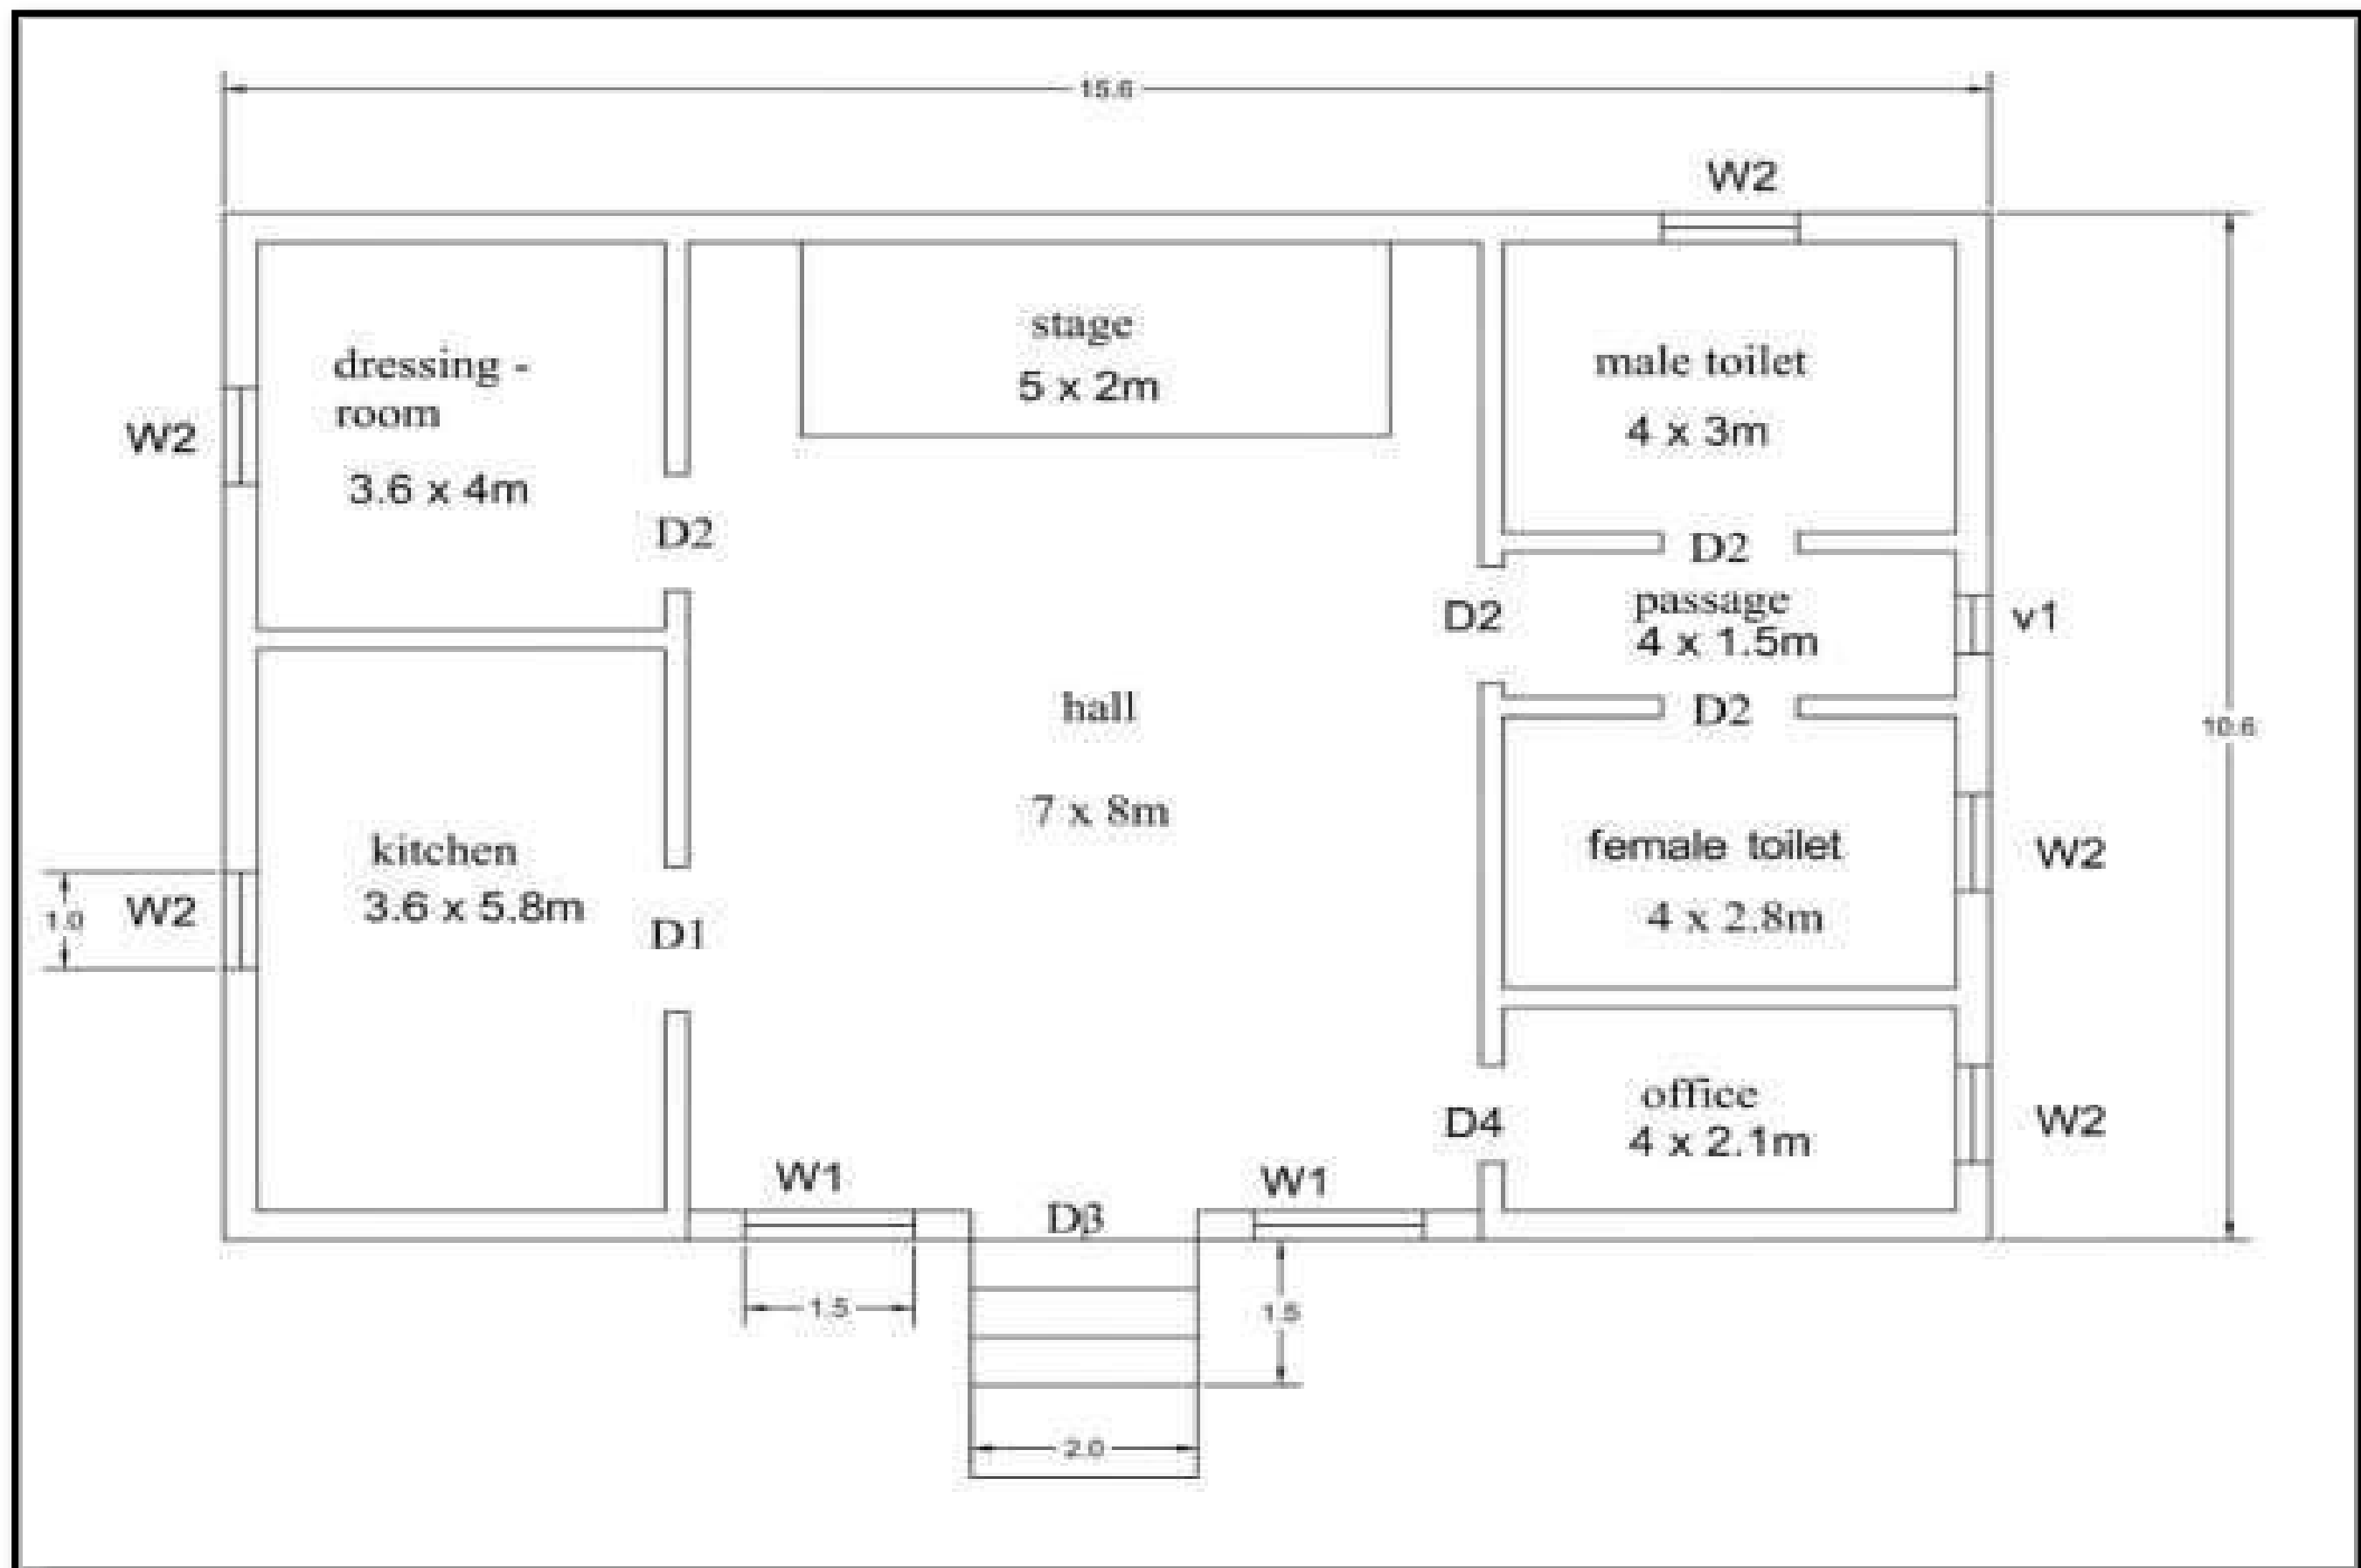 15.6
W2
dressing -
room
3.6 x 4m
W2
D2
stage
5 x 2m
male toilet
4 x 3m
D2
D2
passage
4 x 1.5m
v1
D2
hall
7 x 8m
10.6
kitchen
3.6 x 5.8m
1.0
W2
D1
female toilet
4 x 2.8m
W2
office
4 x 2.1m
D4
W2
W1
Dβ
W1
1.5
1.5
2.0